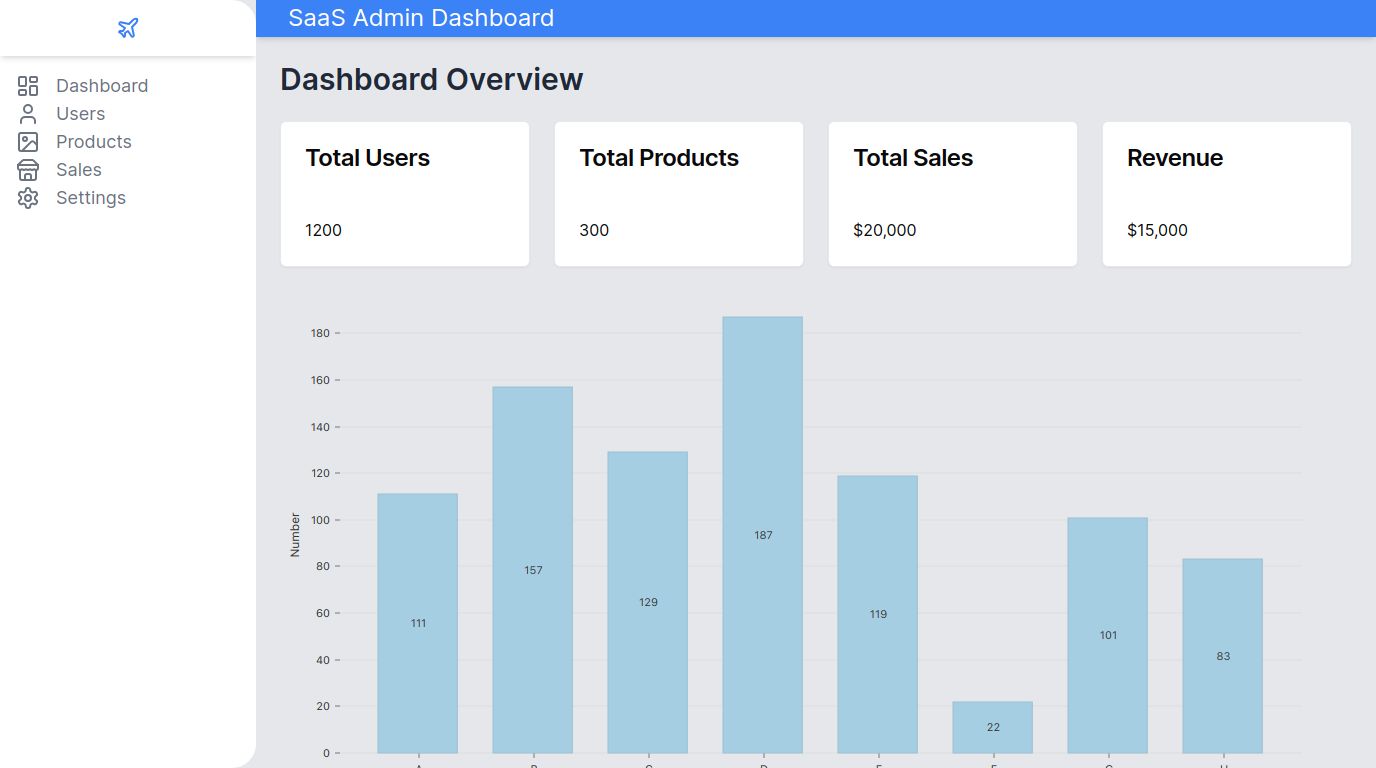 SaaS Admin Dashboard
Dashboard
Users
Products
Sales
Settings
Dashboard Overview
Total Users
1200
Total Products
300
Total Sales
$20,000
Revenue
$15,000
180
160
140
120
100
80
60
40
20
0
Number
111
157
129
187
119
22
101
83